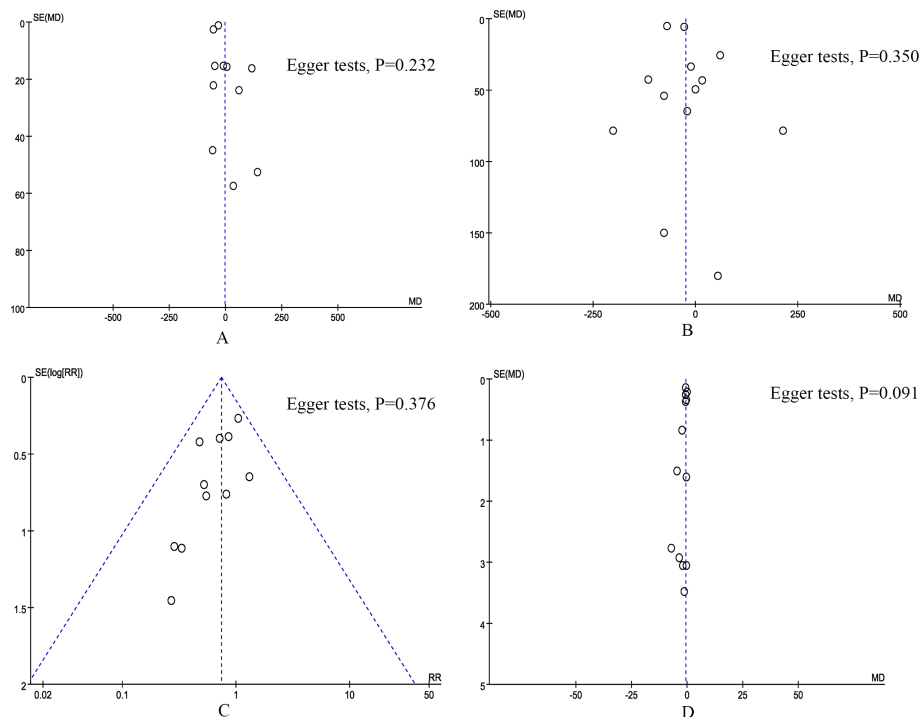 SE(MD)
Egger tests, P=0.232
0
20
40
60
80
100
-500
-250
0
250
500
MD
A
SE(MD)
Egger tests, P=0.350
0
50
100
150
200
-500
-250
0
250
500
MD
B
SE(log[RR])
Egger tests, P=0.376
0
0.5
1
1.5
2
0.02
0.1
1
10
50
RR
C
SE(MD)
Egger tests, P=0.091
0
1
2
3
4
5
-50
-25
0
25
50
MD
D